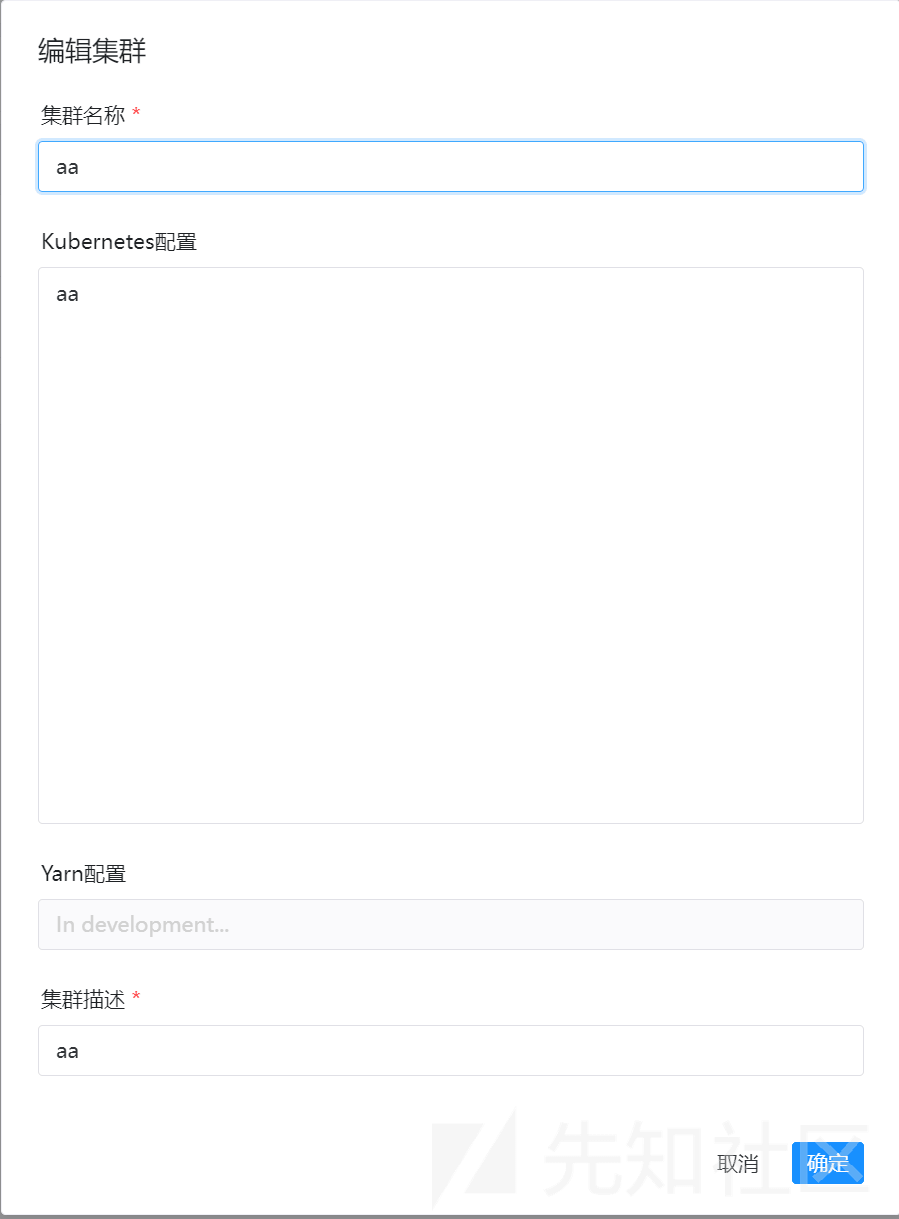 编辑集群
集群名称 *
aa
Kubernetes配置
aa
Yarn配置
In development...
集群描述 *
aa
取消
确定
先知社区